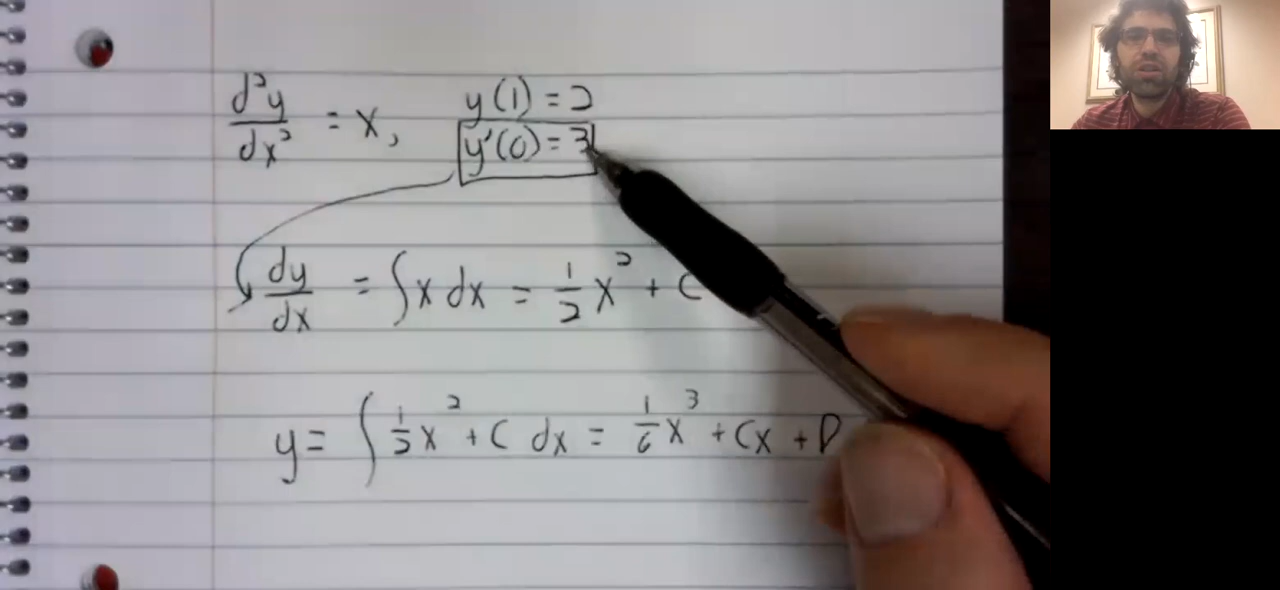 d²y/dx² = x, y(1) = 2
y'(0) = 3
dy/dx = ∫ x dx = 1/2 x² + C
y = ∫ 1/2 x² + C dx = 1/6 x³ + Cx + D